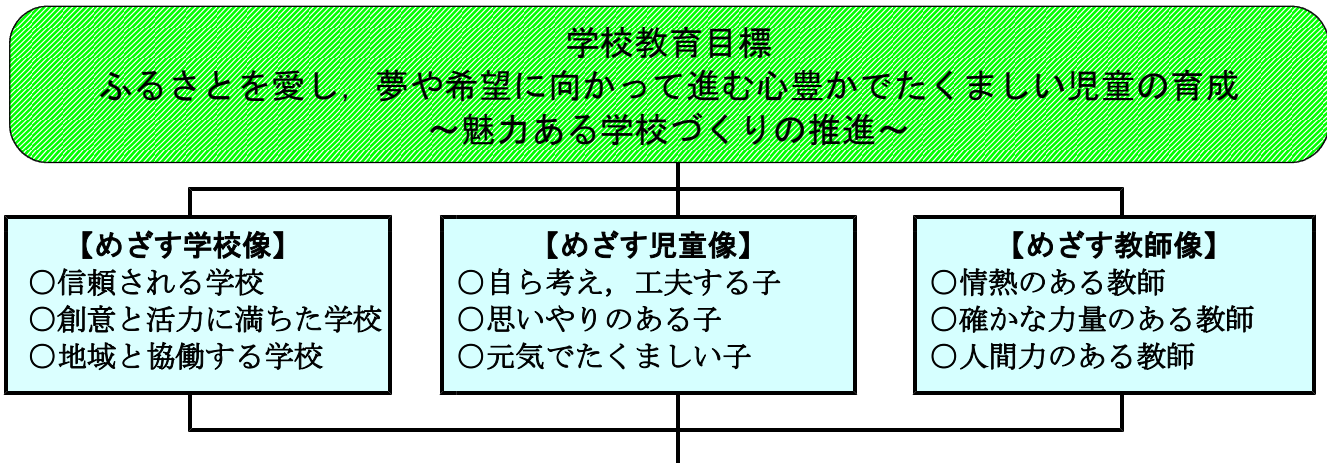 学校教育目標
ふるさとを愛し，夢や希望に向かって進む心豊かでたくましい児童の育成
～魅力ある学校づくりの推進～
【めざす学校像】
○信頼される学校
○創意と活力に満ちた学校
○地域と協働する学校
【めざす児童像】
○自ら考え，工夫する子
○思いやりのある子
○元気でたくましい子
【めざす教師像】
○情熱のある教師
○確かな力量のある教師
○人間力のある教師